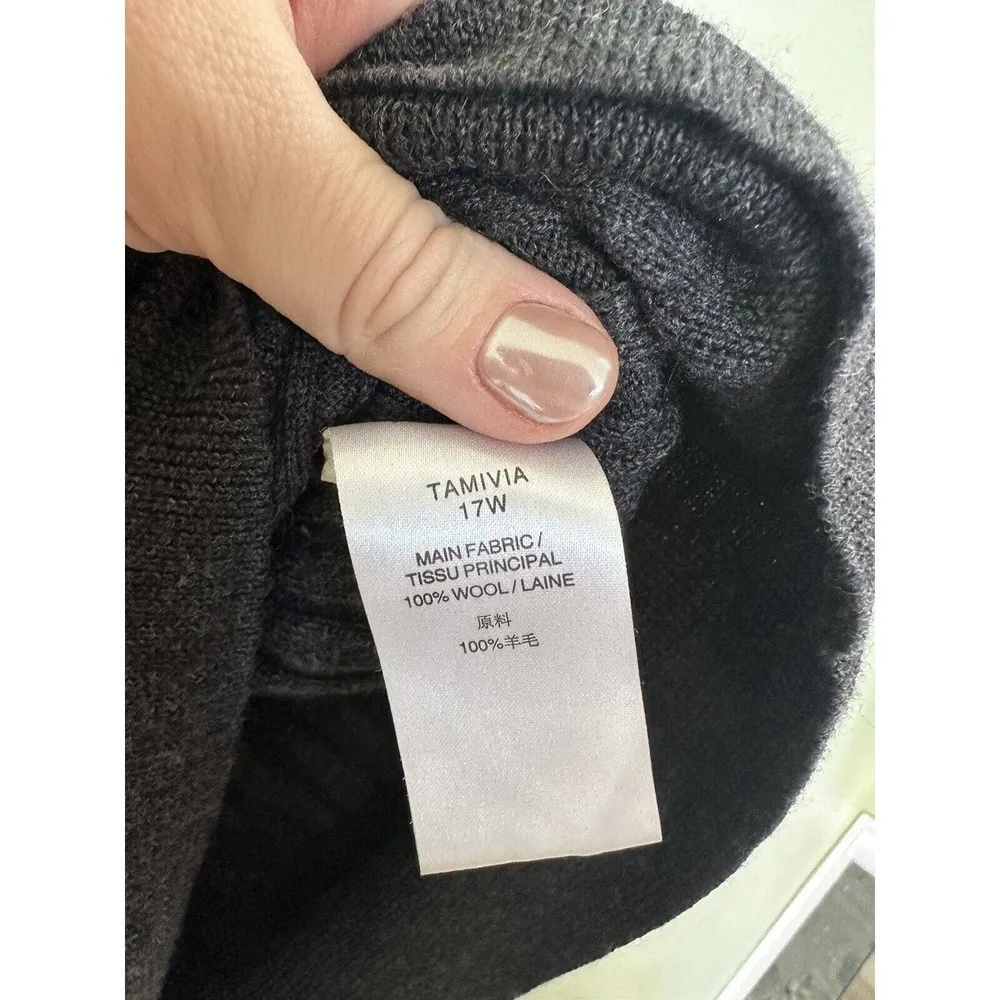 TAMIVIA
17W
MAIN FABRIC /
TISSU PRINCIPAL
100% WOOL / LAINE
原料
100%羊毛